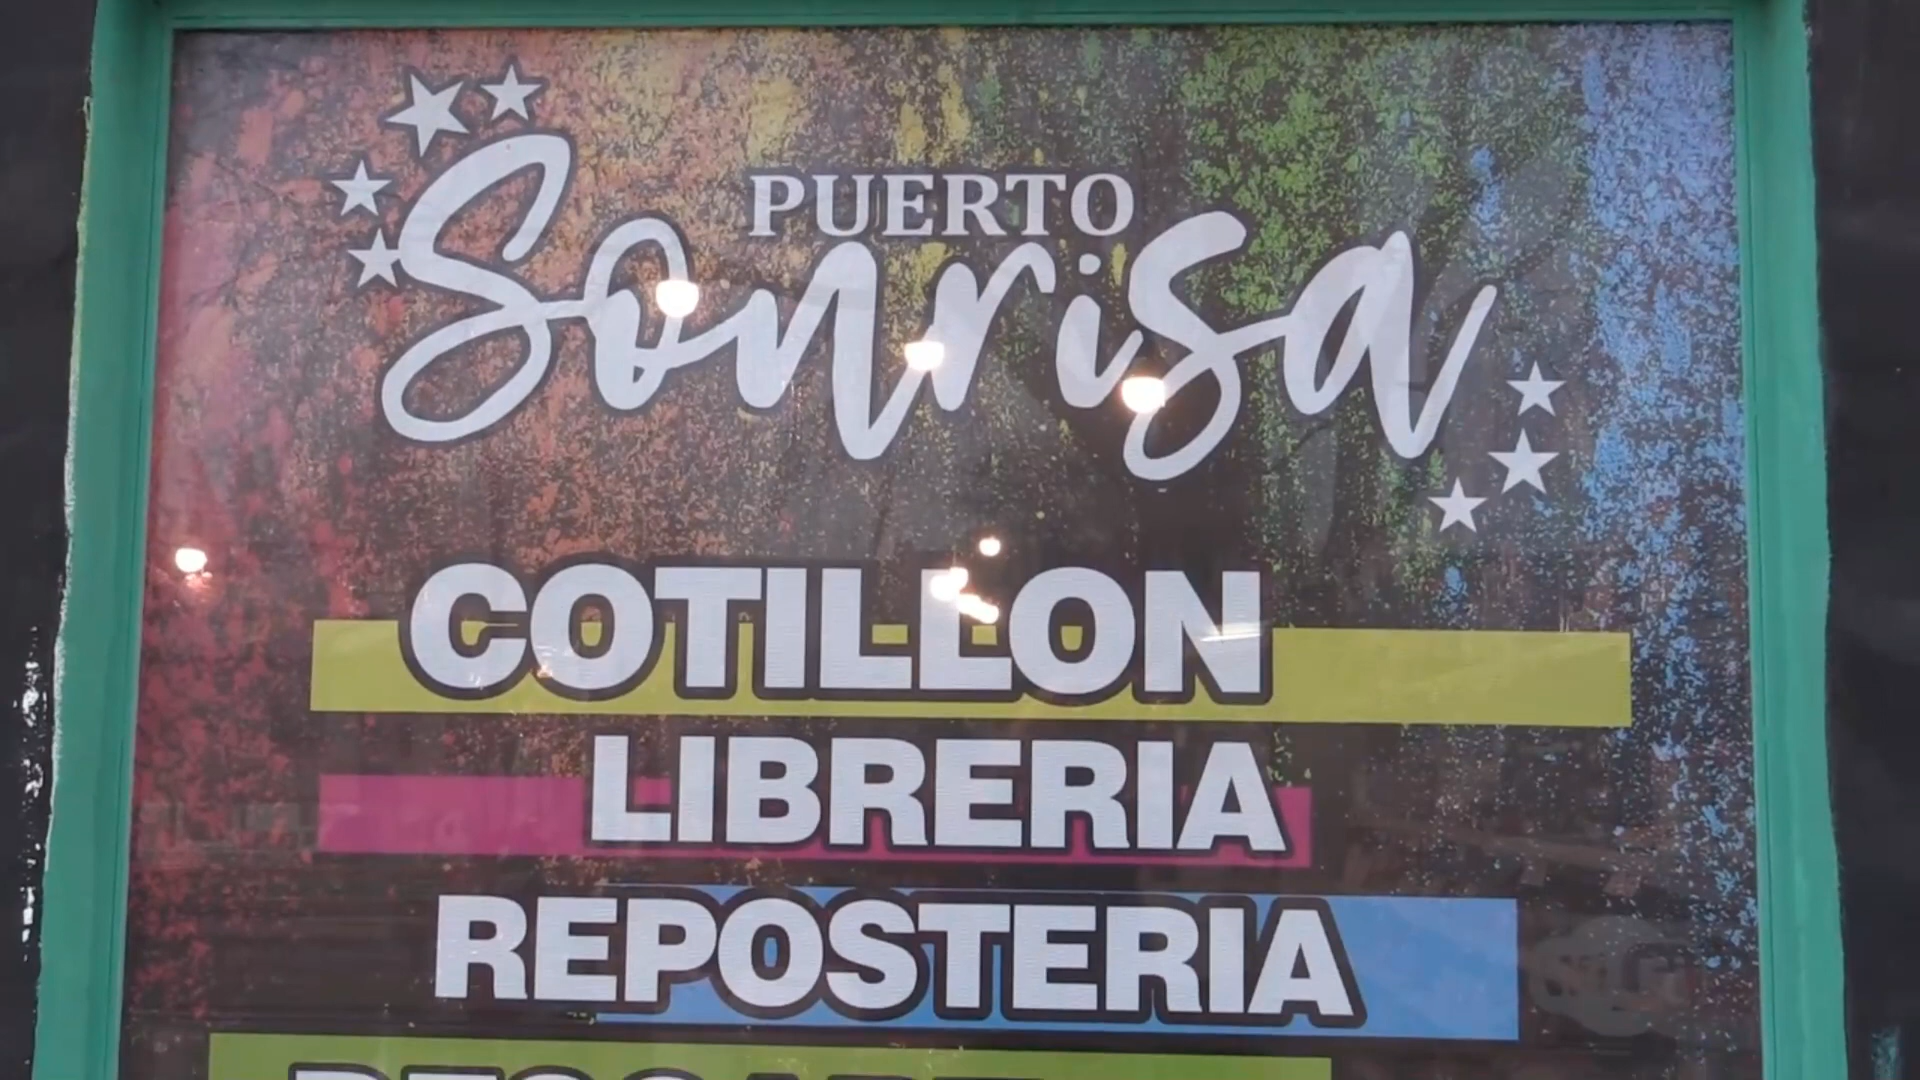 PUERTO
Sonrisa
COTILLON
LIBRERIA
REPOSTERIA